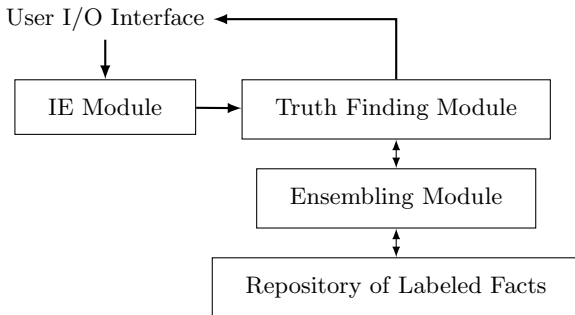 User I/O Interface
IE Module
Truth Finding Module
Ensembling Module
Repository of Labeled Facts